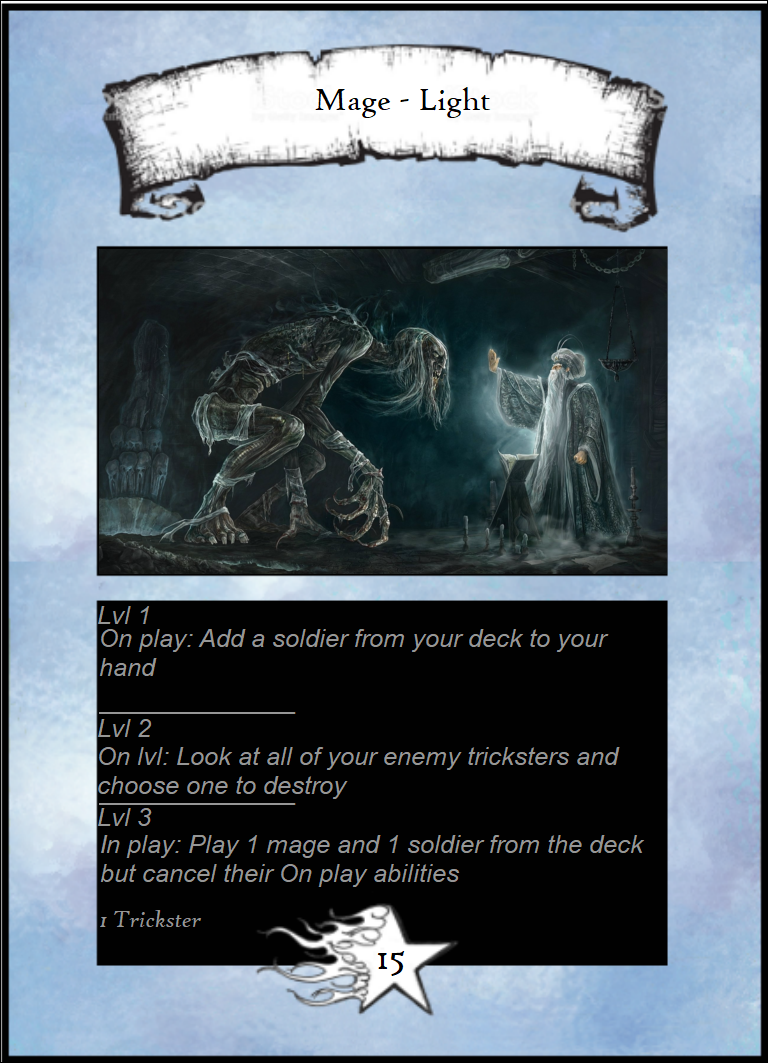 Mage - Light
Lvl 1
On play: Add a soldier from your deck to your
hand
Lvl 2
On lvl: Look at all of your enemy tricksters and
choose one to destroy
Lvl 3
In play: Play 1 mage and 1 soldier from the deck
but cancel their On play abilities
1 Trickster
15